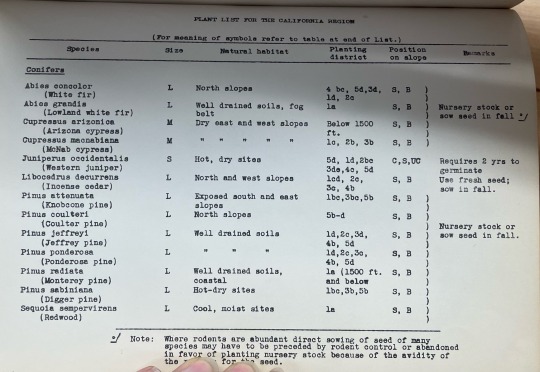 PLANT LIST FOR THE CALIFORNIA REGION
(For meaning of symbols refer to table at end of List.)
Species Size Natural habitat Planting district Position on slope Remarks
Conifers
Abies concolor L North slopes 4 bc, 5d,3d, S, B )
(White fir) 1d, 2c )
Abies grandis L Well drained soils, fog 1a S, B ) Nursery stock or
(Lowland white fir) belt ) sow seed in fall */
Cupressus arizonica M Dry east and west slopes Below 1500 S, B )
(Arizona cypress) ft. )
Cupressus macnabiana M " " " " " 1c, 2b, 3b S, B )
(McNab cypress) )
Juniperus occidentalis S Hot, dry sites 5d, 1d,2bc C,S,UC Requires 2 yrs to
(Western juniper) 3ds,4c, 5d germinate
Libocedrus decurrens L North and west slopes 1cd, 2c, S, B Use fresh seed;
(Incense cedar) 3c, 4b sow in fall.
Pinus attenuata L Exposed south and east 1bc,3bc,5b S, B )
(Knobcone pine) slopes )
Pinus coulteri L North slopes 5b-d S, B )
(Coulter pine) ) Nursery stock or
Pinus jeffreyi L Well drained soils 1d,2c,3d, S, B ) sow seed in fall.
(Jeffrey pine) 4b, 5d )
Pinus ponderosa L " " " 1d,2c,3c, S, B )
(Ponderosa pine) 4b, 5d )
Pinus radiata L Well drained soils, 1a (1500 ft. S, B )
(Monterey pine) coastal and below )
Pinus sabiniana L Hot-dry sites 1bc,3b,5b S, B )
(Digger pine) )
Sequoia sempervirens L Cool, moist sites 1a S, B )
(Redwood) )
*/ Note: Where rodents are abundant direct sowing of seed of many
species may have to be preceded by rodent control or abandoned
in favor of planting nursery stock because of the avidity of
the for the seed.